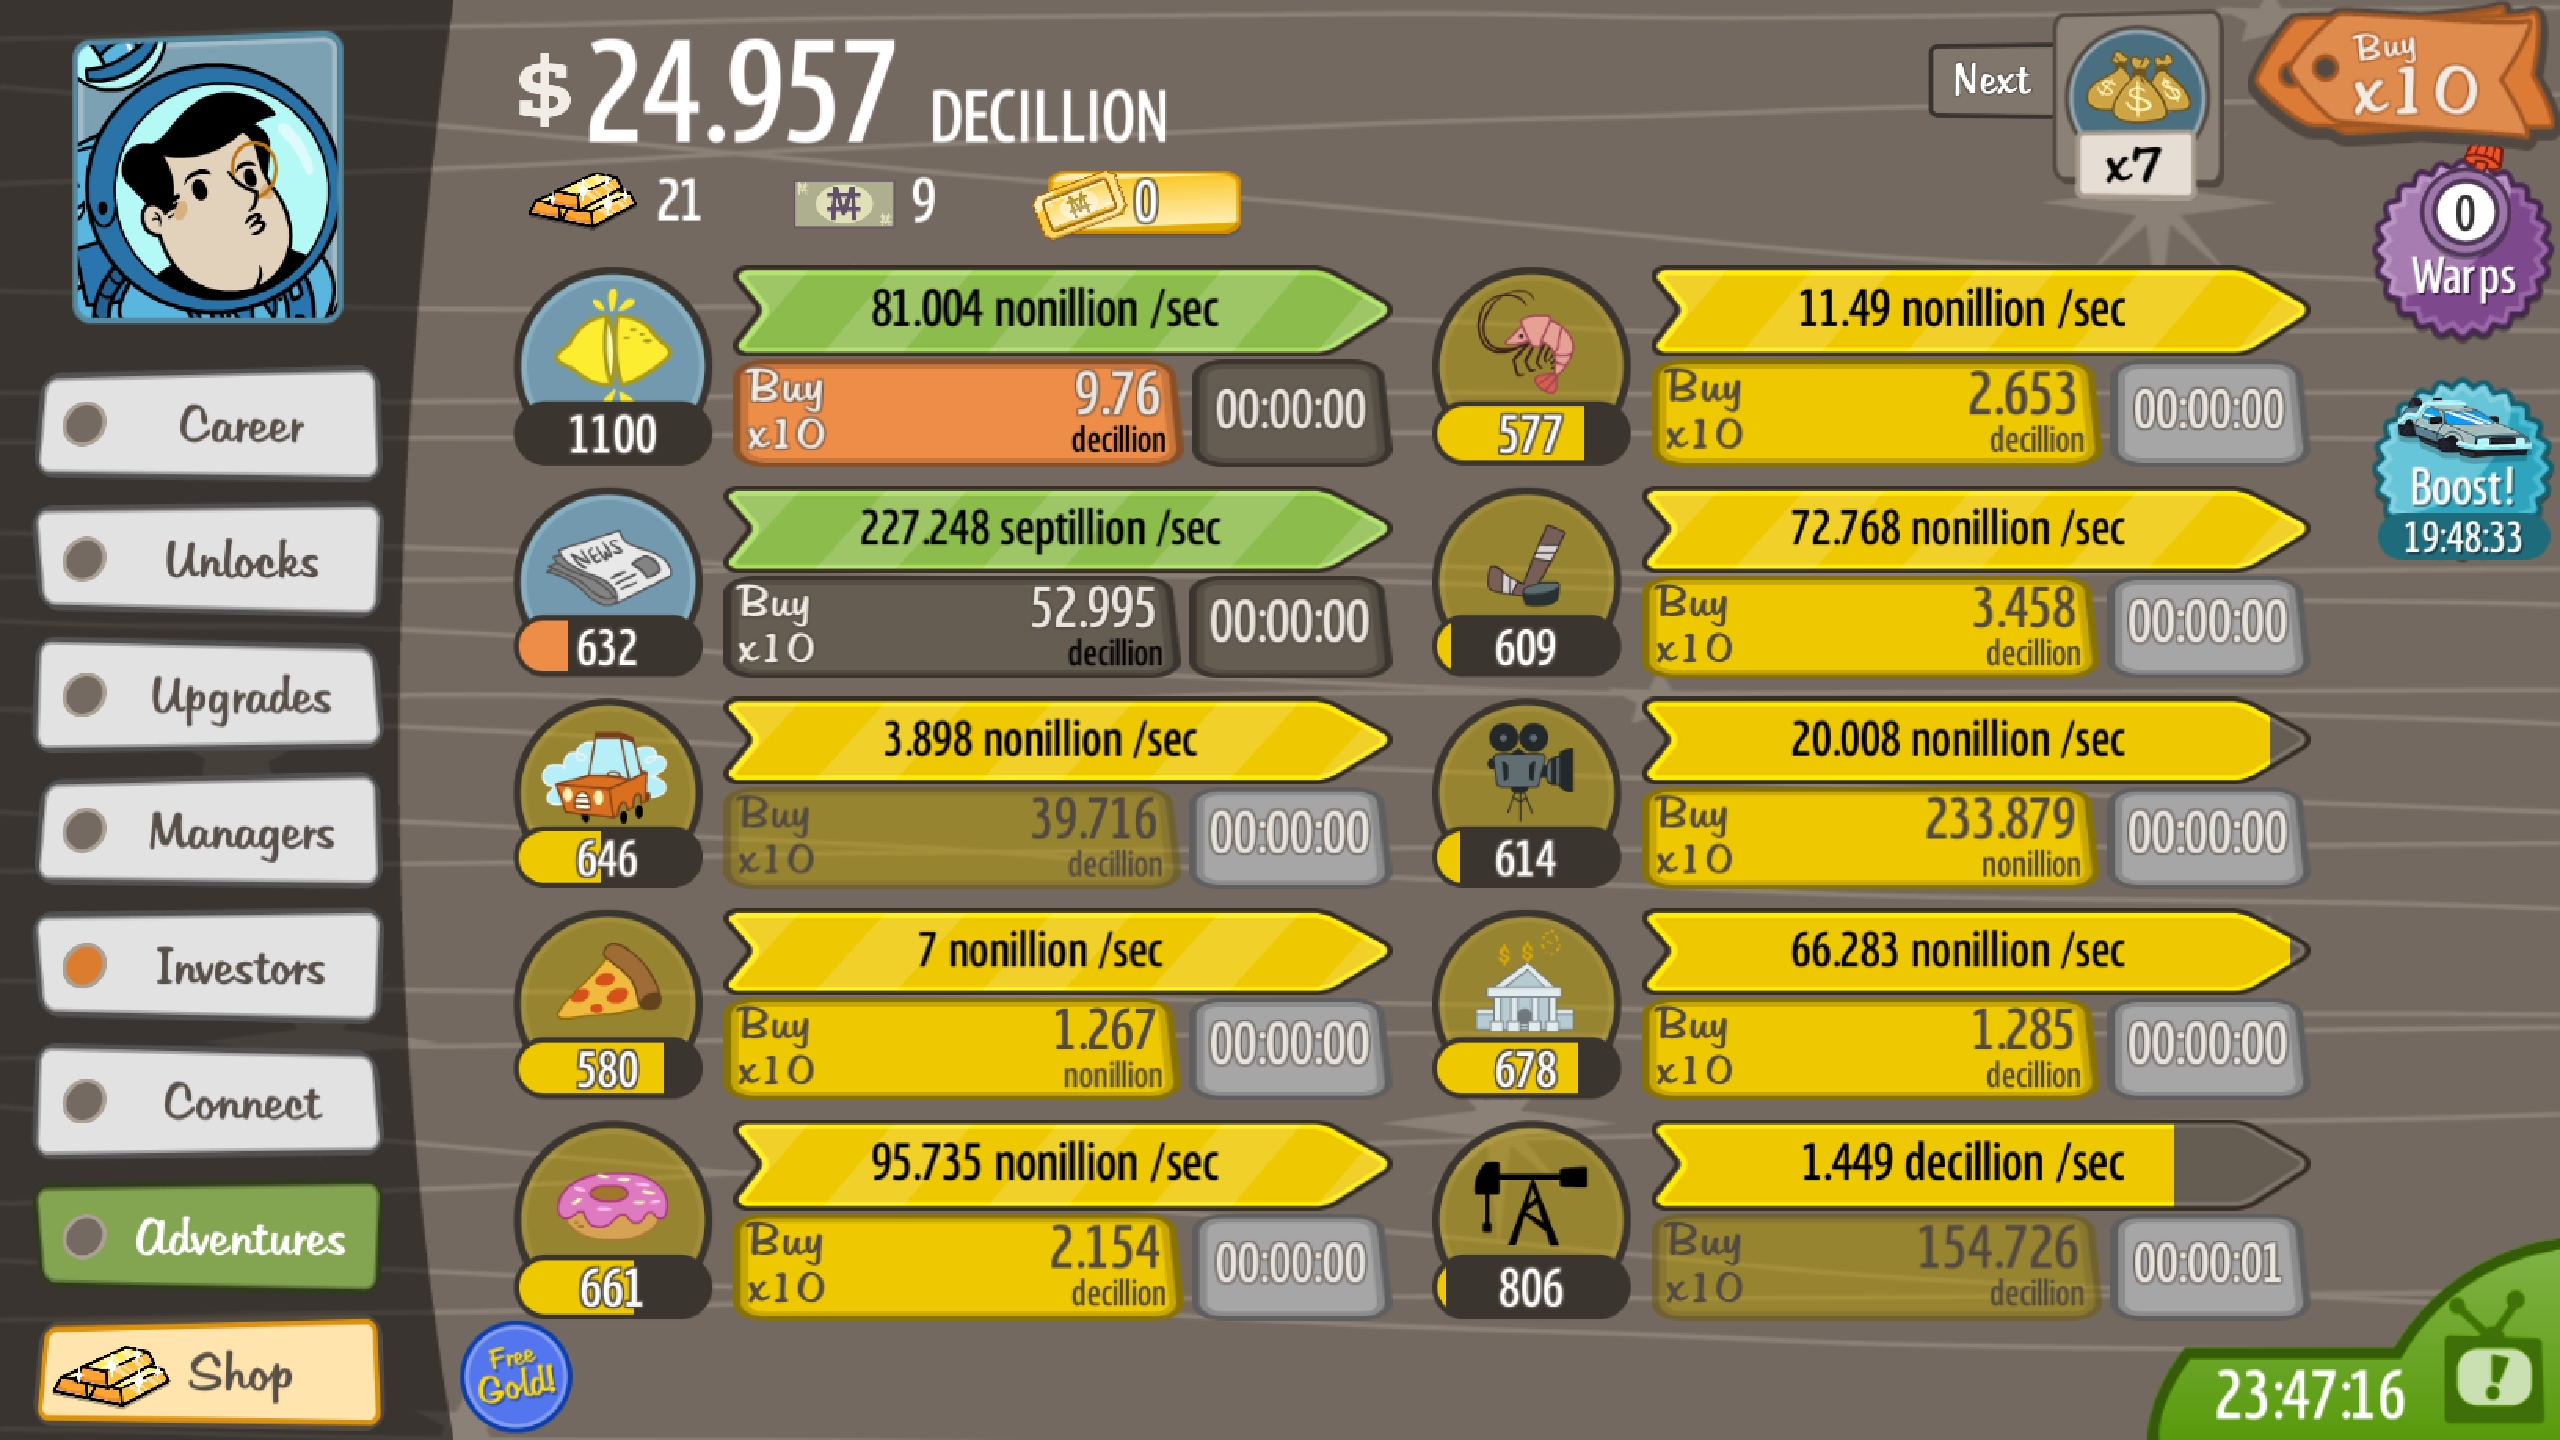 $24.957 DECILLION
21
9
0
Next
x7
Buy
x10
0
Warps
Boost!
19:48:33
Career
Unlocks
Upgrades
Managers
Investors
Connect
Adventures
Shop
81.004 nonillion /sec
Buy
x10
9.76
decillion
00:00:00
1100
NEWS
227.248 septillion /sec
Buy
x10
52.995
decillion
00:00:00
632
3.898 nonillion /sec
Buy
x10
39.716
decillion
00:00:00
646
7 nonillion /sec
Buy
x10
1.267
nonillion
00:00:00
580
95.735 nonillion /sec
Buy
x10
2.154
decillion
00:00:00
661
11.49 nonillion /sec
Buy
x10
2.653
decillion
00:00:00
577
72.768 nonillion /sec
Buy
x10
3.458
decillion
00:00:00
609
20.008 nonillion /sec
Buy
x10
233.879
nonillion
00:00:00
614
66.283 nonillion /sec
Buy
x10
1.285
decillion
00:00:00
678
1.449 decillion /sec
Buy
x10
154.726
decillion
00:00:01
806
Free
Gold!
23:47:16
!